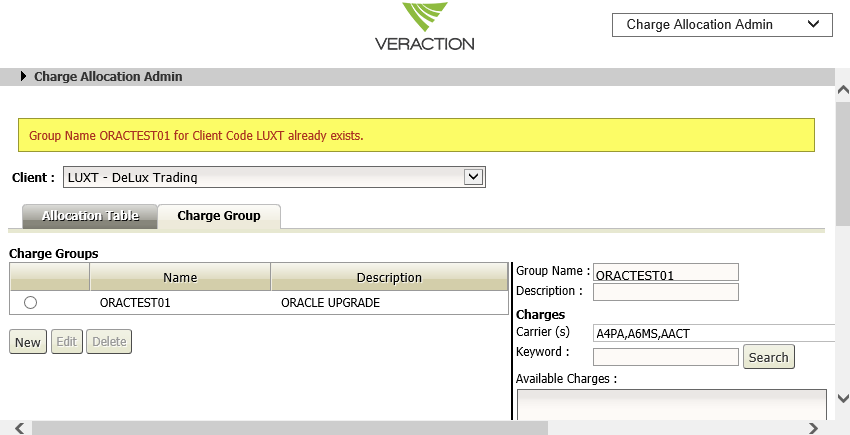 VERACTION
Charge Allocation Admin
Charge Allocation Admin
Group Name ORACTEST01 for Client Code LUXT already exists.
Client : LUXT - DeLux Trading
Allocation Table Charge Group
Charge Groups
Name Description
ORACTEST01 ORACLE UPGRADE
New Edit Delete
Group Name : ORACTEST01
Description :
Charges
Carrier (s) A4PA,A6MS,AACT
Keyword : Search
Available Charges :